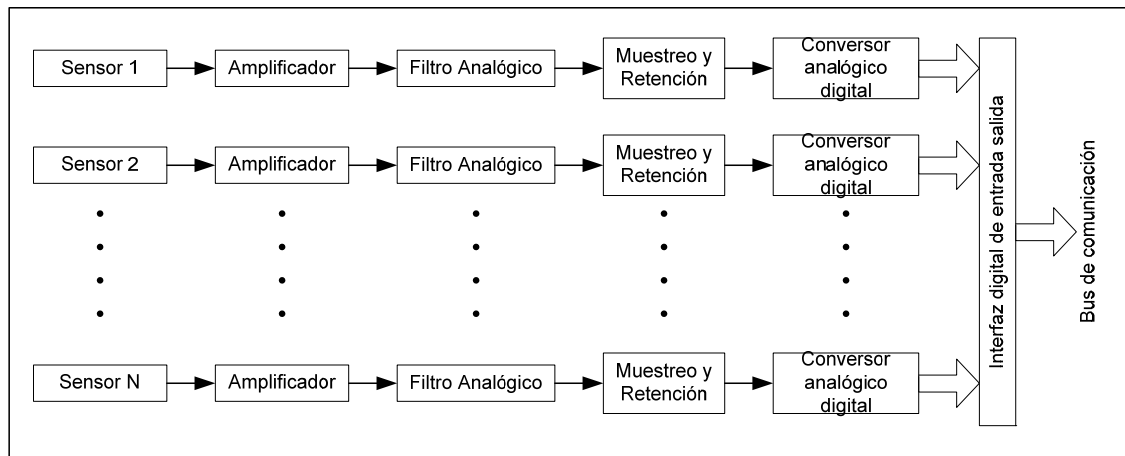 Sensor 1
Amplificador
Filtro Analógico
Muestreo y
Retención
Conversor
analógico
digital
Sensor 2
Amplificador
Filtro Analógico
Muestreo y
Retención
Conversor
analógico
digital
Sensor N
Amplificador
Filtro Analógico
Muestreo y
Retención
Conversor
analógico
digital
Interfaz digital de entrada salida
Bus de comunicación